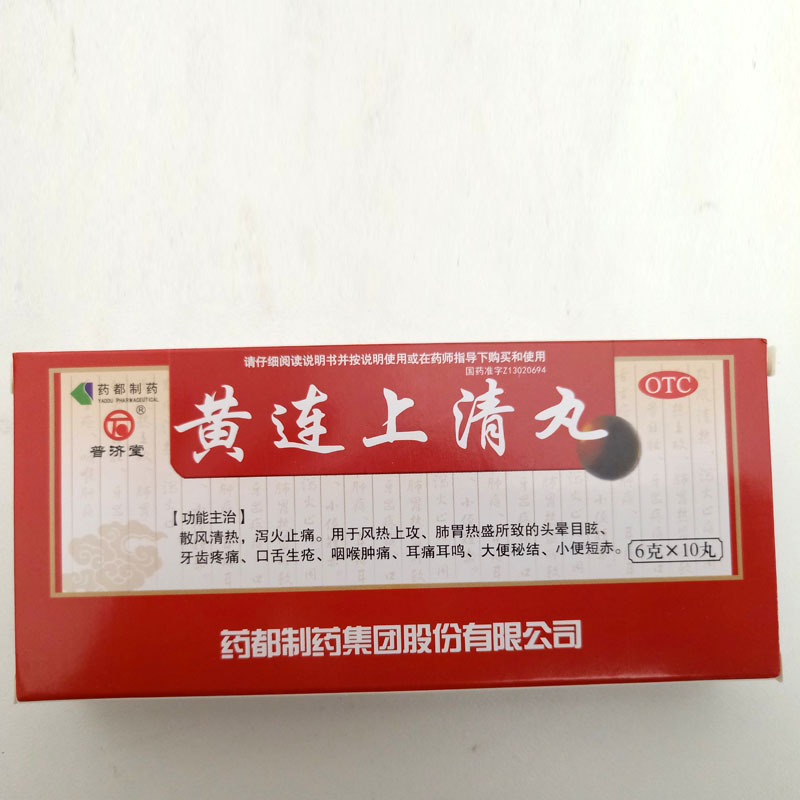 请仔细阅读说明书并按说明使用或在药师指导下购买和使用
国药准字Z13020694
药都制药
YAODU PHARMACEUTICAL
®
普济堂
黄连上清丸
OTC
【功能主治】
散风清热，泻火止痛。用于风热上攻、肺胃热盛所致的头晕目眩、
牙齿疼痛、口舌生疮、咽喉肿痛、耳痛耳鸣、大便秘结、小便短赤。
6克×10丸
药都制药集团股份有限公司